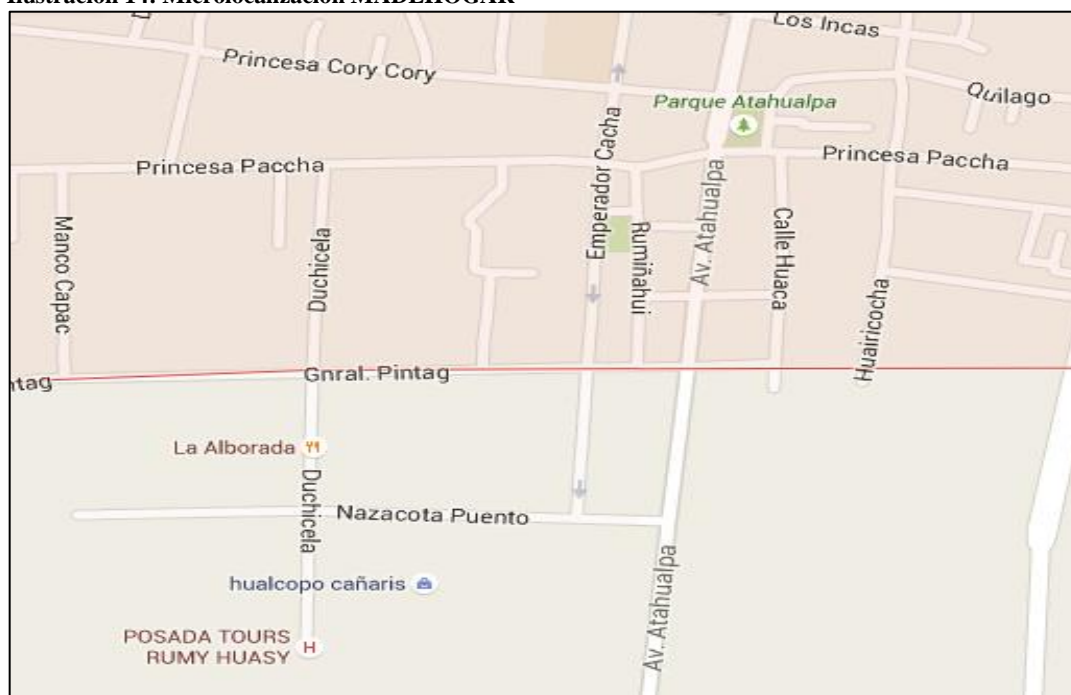 Ilustración 14. Microlocalización MADEHOGAR
Los Incas
Princesa Cory Cory
Quilago
Parque Atahualpa
Emperador Cacha
Princesa Paccha
Princesa Paccha
Av. Atahualpa
Manco Capac
Duchicela
Rumiñahui
Calle Huaca
Huairicocha
ntag
Gnral. Pintag
La Alborada
Duchicela
Nazacota Puento
Av. Atahualpa
hualcopo cañaris
POSADA TOURS
RUMY HUASY
H